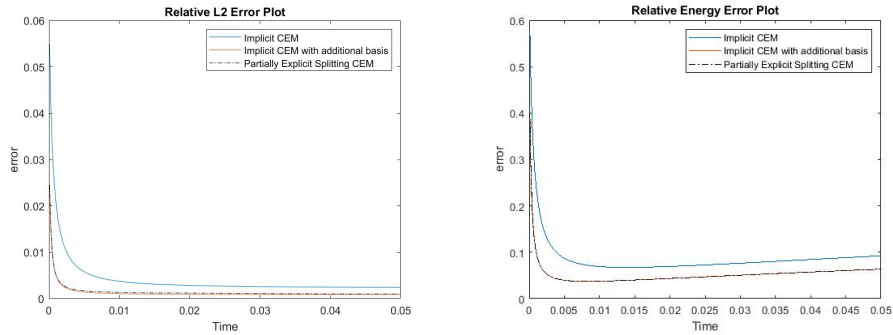 Relative L2 Error Plot
0.06
0.05
0.04
0.03
0.02
0.01
0
error
Implicit CEM
Implicit CEM with additional basis
Partially Explicit Splitting CEM
0
0.01
0.02
0.03
0.04
0.05
Time
Relative Energy Error Plot
0.6
0.5
0.4
0.3
0.2
0.1
0
error
Implicit CEM
Implicit CEM with additional basis
Partially Explicit Splitting CEM
0
0.005
0.01
0.015
0.02
0.025
0.03
0.035
0.04
0.045
0.05
Time